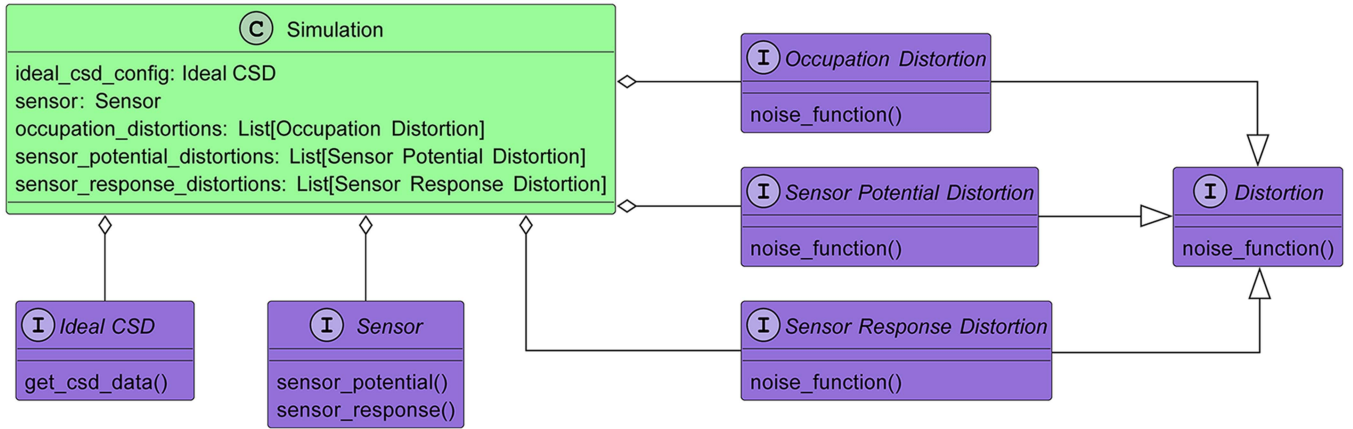 C Simulation
ideal_csd_config: Ideal CSD
sensor: Sensor
occupation_distortions: List[Occupation Distortion]
sensor_potential_distortions: List[Sensor Potential Distortion]
sensor_response_distortions: List[Sensor Response Distortion]
I Ideal CSD
get_csd_data()
I Sensor
sensor_potential()
sensor_response()
I Occupation Distortion
noise_function()
I Sensor Potential Distortion
noise_function()
I Sensor Response Distortion
noise_function()
I Distortion
noise_function()